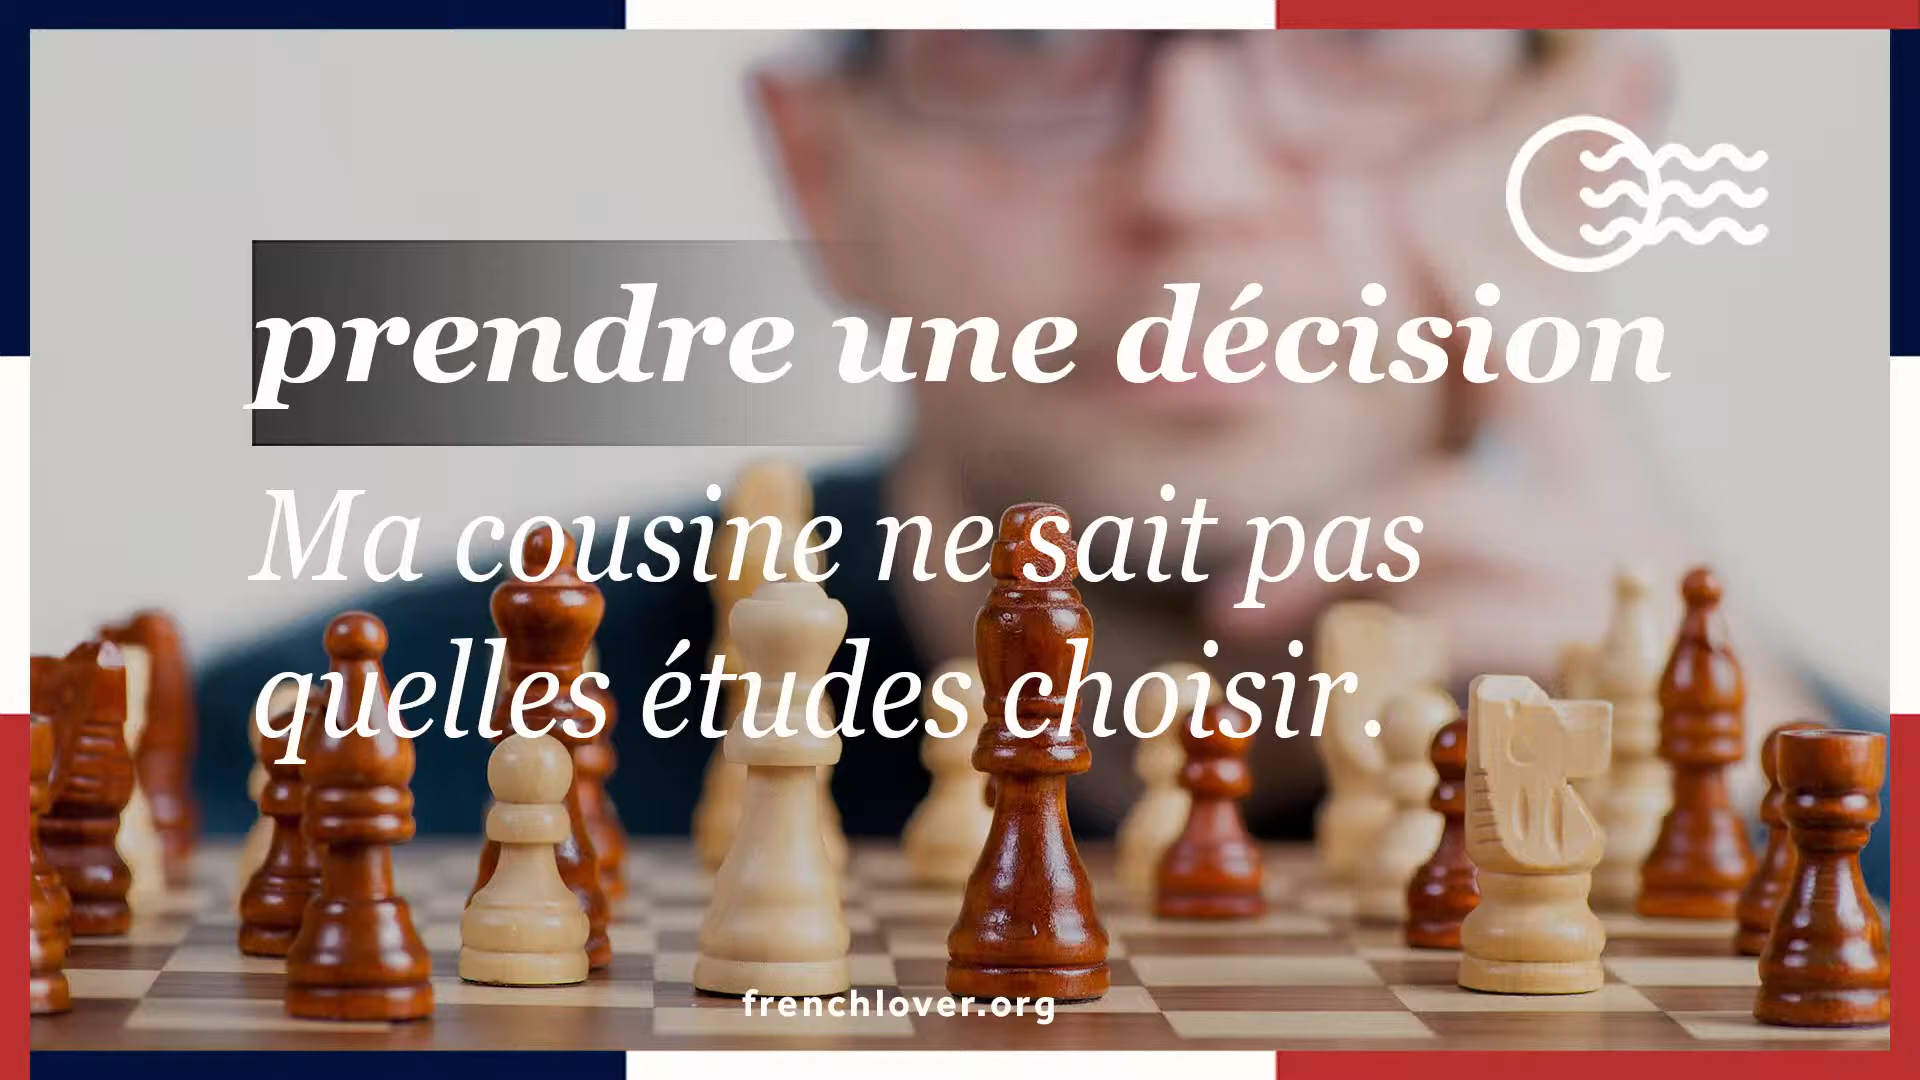 prendre une décision
Ma cousine ne sait pas
quelles études choisir.
frenchlover.org